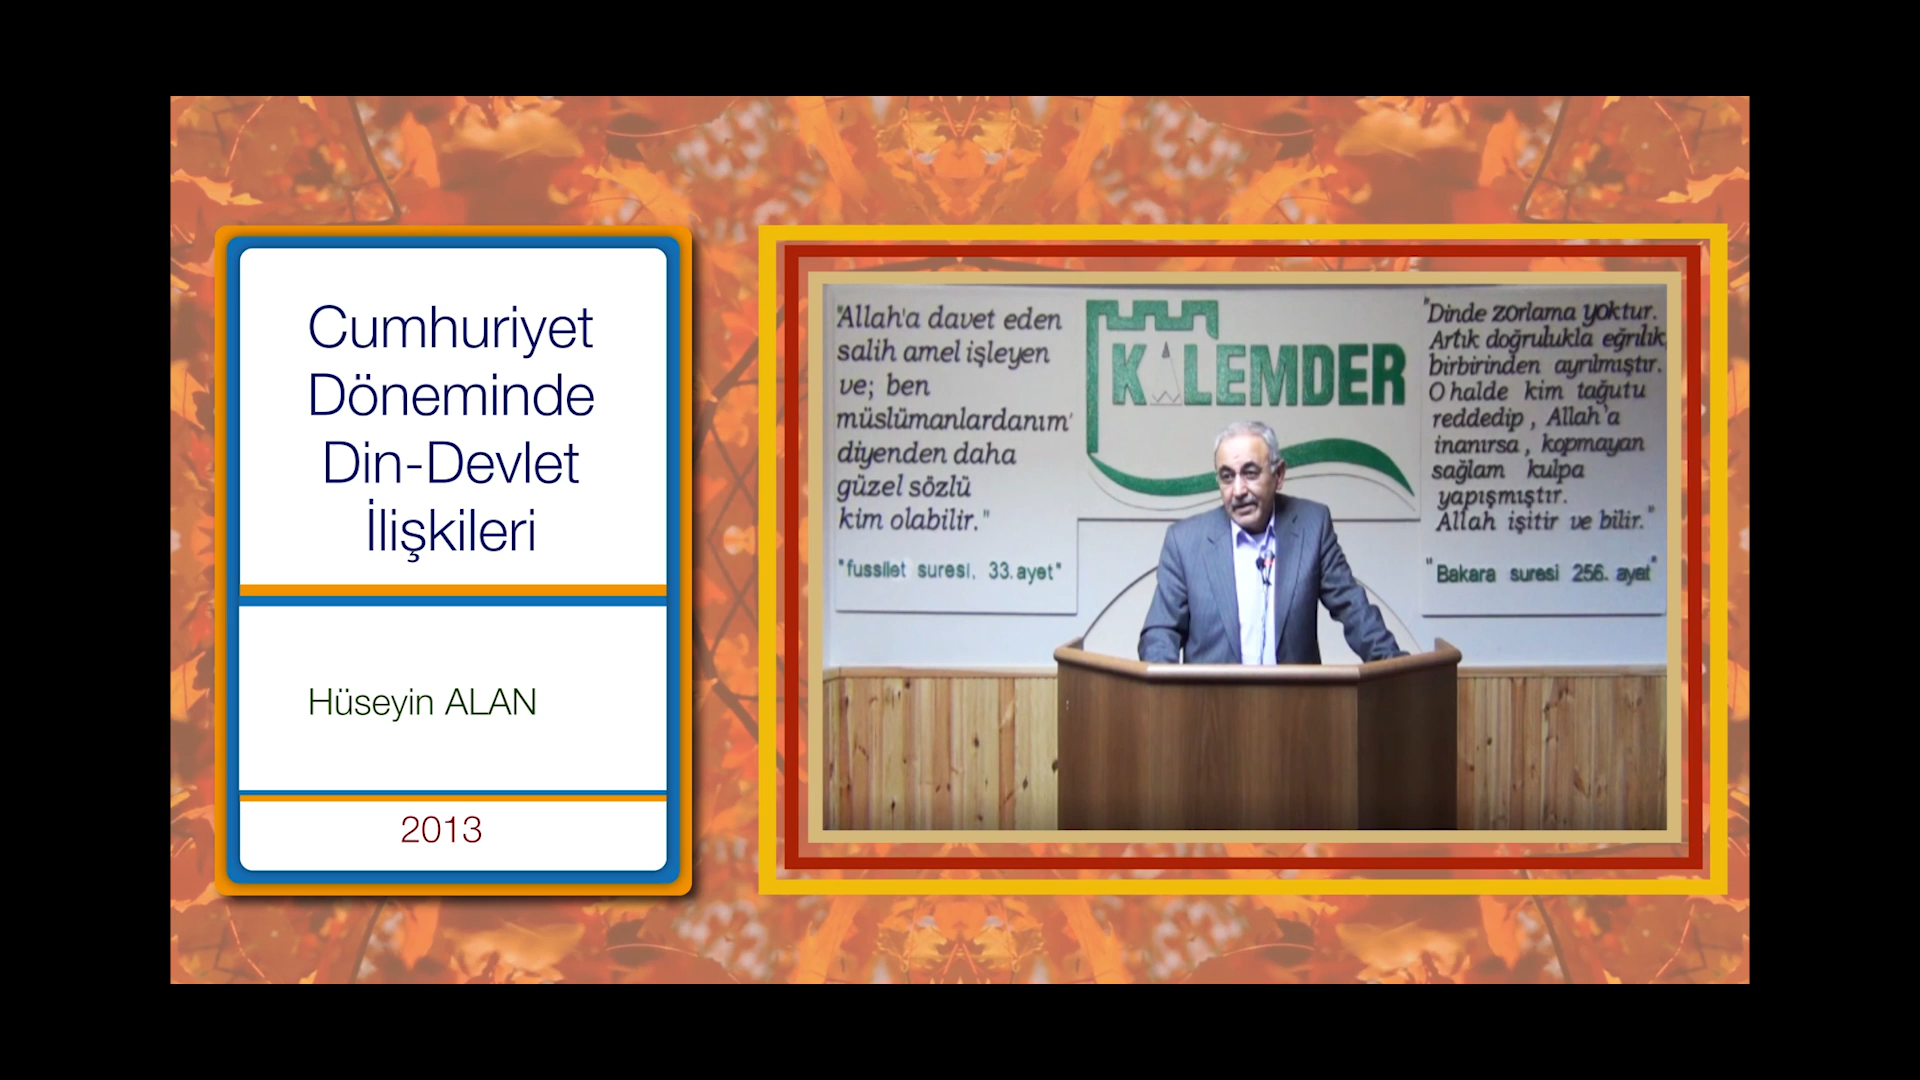 Cumhuriyet
Döneminde
Din-Devlet
İlişkileri
Hüseyin ALAN
2013
"Allah'a davet eden
salih amel işleyen
ve; ben
müslümanlardanım'
diyenden daha
güzel sözlü
kim olabilir."
"fussilet suresi, 33. ayet"
KALEMDER
"Dinde zorlama yoktur.
Artık doğrulukla eğrilik
birbirinden ayrılmıştır.
O halde kim tağutu
reddedip, Allah'a
inanırsa, kopmayan
sağlam kulpa
yapışmıştır.
Allah işitir ve bilir."
"Bakara suresi 256. ayet"